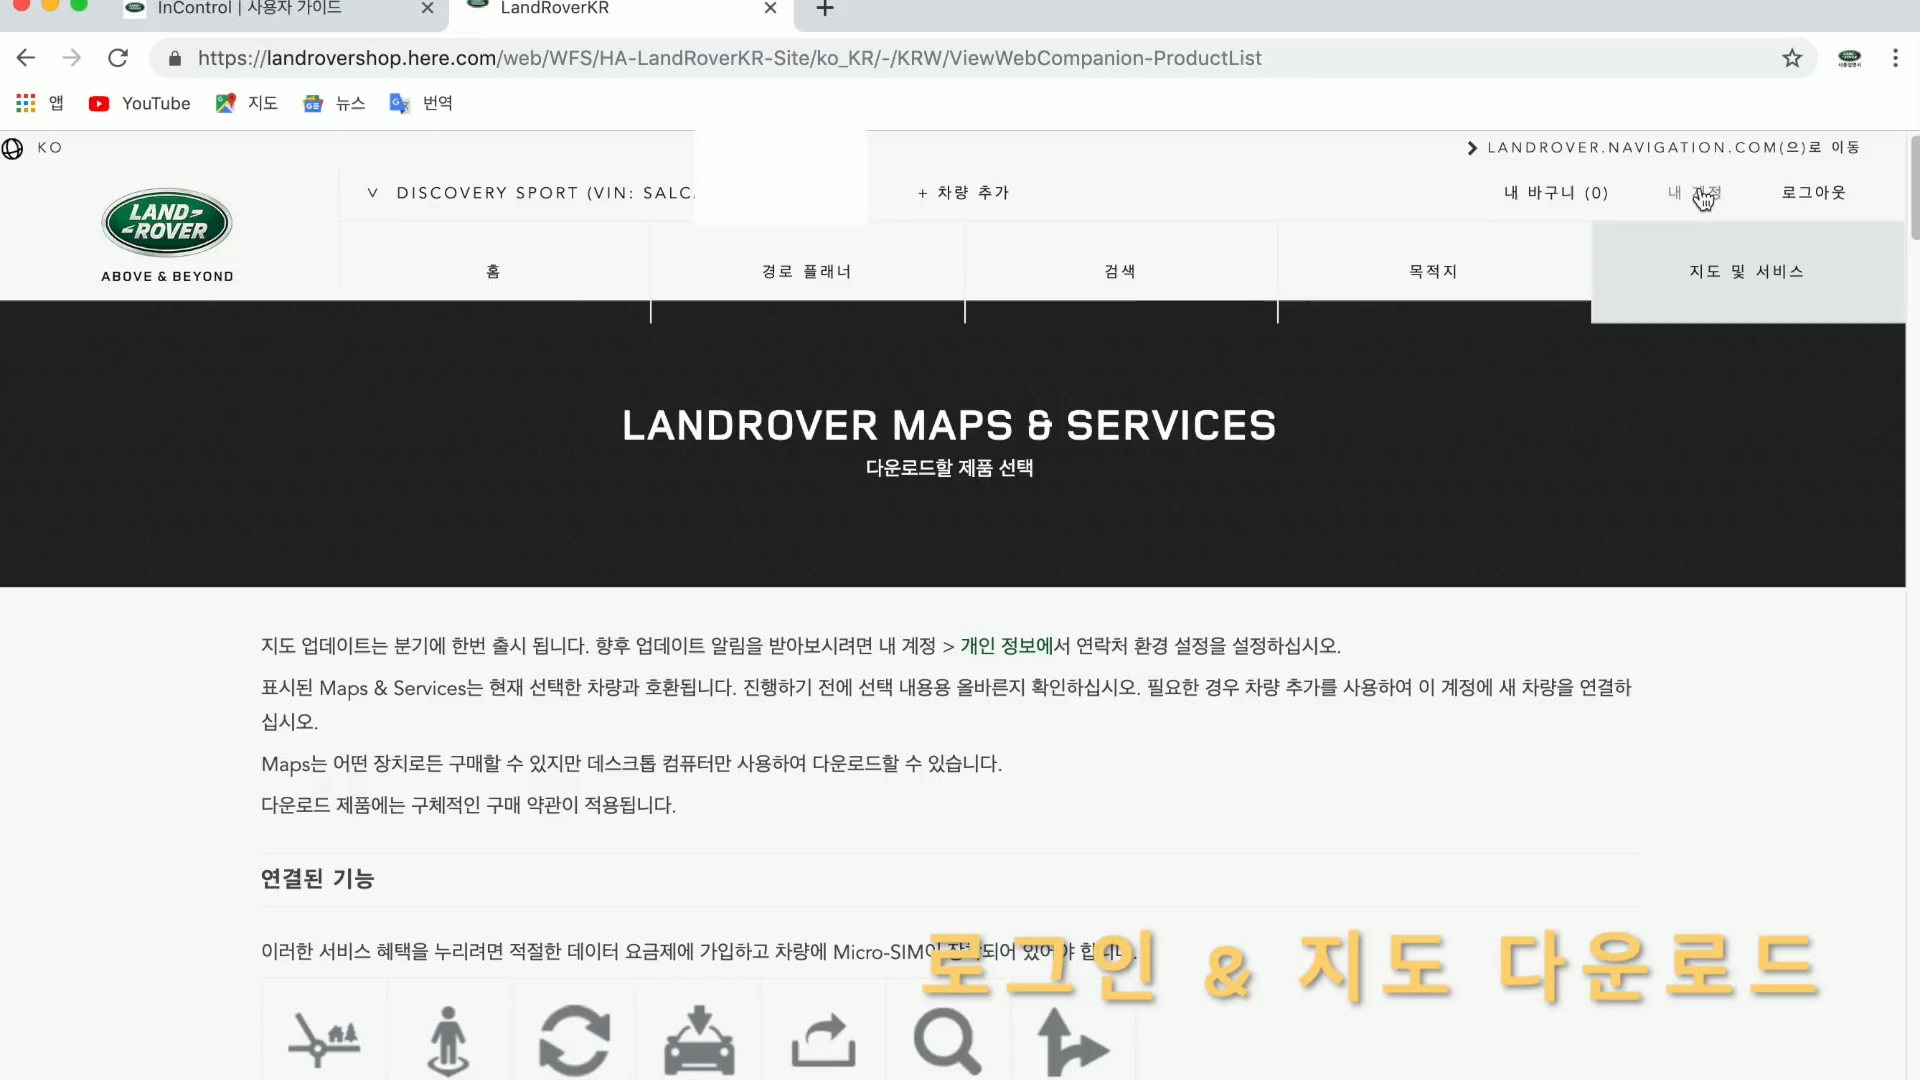 InControl | 사용자 가이드
LandRoverKR
https://landrovershop.here.com/web/WFS/HA-LandRoverKR-Site/ko_KR/-/KRW/ViewWebCompanion-ProductList
앱 YouTube 지도 뉴스 번역
KO
LANDROVER.NAVIGATION.COM(으)로 이동
DISCOVERY SPORT (VIN: SALC
+ 차량 추가
내 바구니 (0)
내
로그아웃
LAND-
ROVER
ABOVE & BEYOND
홈
경로 플래너
검색
목적지
지도 및 서비스
LANDROVER MAPS & SERVICES
다운로드할 제품 선택
지도 업데이트는 분기에 한번 출시 됩니다. 향후 업데이트 알림을 받아보시려면 내 계정 > 개인 정보에서 연락처 환경 설정을 설정하십시오.
표시된 Maps & Services는 현재 선택한 차량과 호환됩니다. 진행하기 전에 선택 내용용 올바른지 확인하십시오. 필요한 경우 차량 추가를 사용하여 이 계정에 새 차량을 연결하
십시오.
Maps는 어떤 장치로든 구매할 수 있지만 데스크톱 컴퓨터만 사용하여 다운로드할 수 있습니다.
다운로드 제품에는 구체적인 구매 약관이 적용됩니다.
연결된 기능
이러한 서비스 혜택을 누리려면 적절한 데이터 요금제에 가입하고 차량에 Micro-SIM이
로그인 & 지도 다운로드